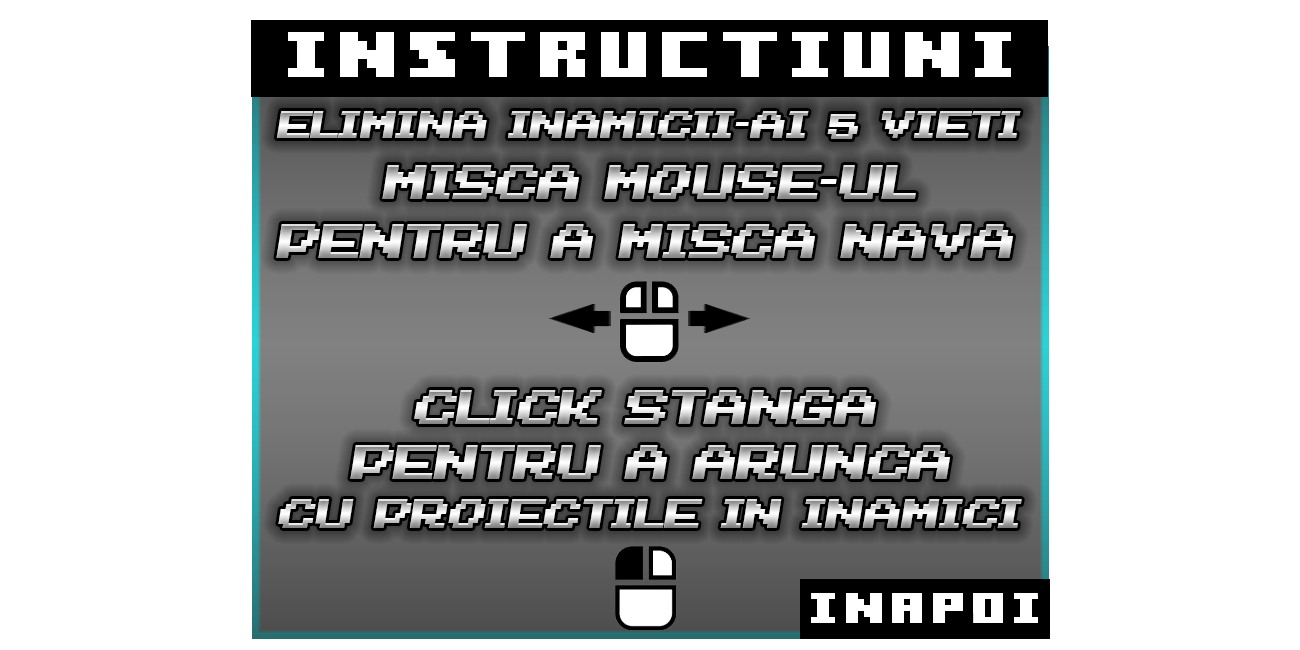 INSTRUCTIUNI
ELIMINA INAMICII-AI 5 VIETI
MISCA MOUSE-UL
PENTRU A MISCA NAVA
CLICK STANGA
PENTRU A ARUNCA
CU PROIECTILE IN INAMICI
INAPOI